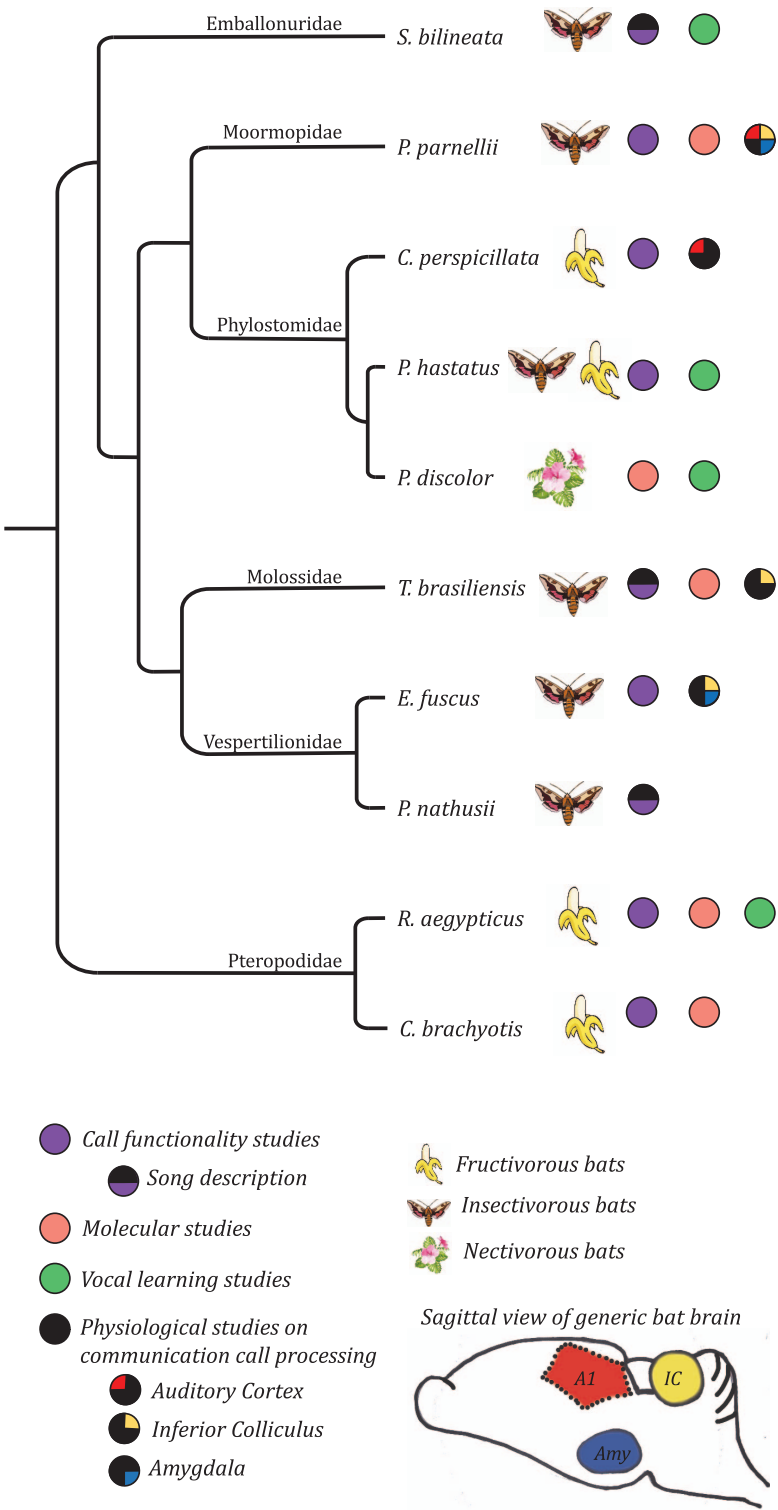 Emballonuridae
S. bilineata
Moormopidae
P. parnellii
C. perspicillata
Phylostomidae
P. hastatus
P. discolor
Molossidae
T. brasiliensis
E. fuscus
Vespertilionidae
P. nathusii
R. aegypticus
Pteropodidae
C. brachyotis
Call functionality studies
Song description
Molecular studies
Vocal learning studies
Physiological studies on
communication call processing
Auditory Cortex
Inferior Colliculus
Amygdala
Fructivorous bats
Insectivorous bats
Nectivorous bats
Sagittal view of generic bat brain
A1
IC
Amy